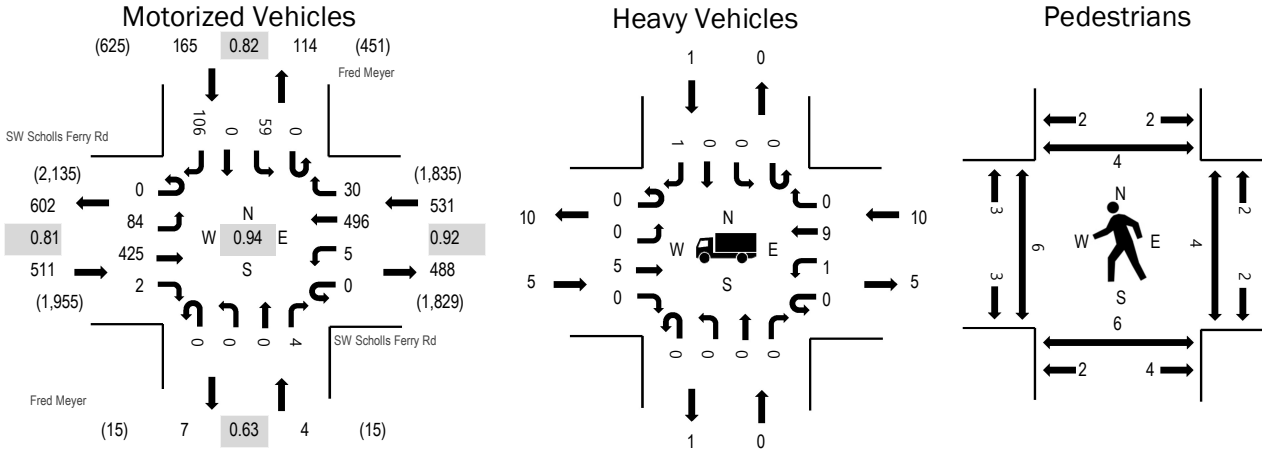 Motorized Vehicles
(625) 165 0.82 114 (451)
Fred Meyer
SW Scholls Ferry Rd
106 0 59 0
(2,135) 0 30 (1,835)
602 84 496 531
0.81 W N 0.94 E S 0.92
511 425 5 488
(1,955) 2 0 (1,829)
0 0 0 4
SW Scholls Ferry Rd
Fred Meyer
(15) 7 0.63 4 (15)
Heavy Vehicles
1 0
1 0 0 0
0 0
10 0 9 10
N
W E
S
5 5 1 5
0 0
0 0 0 0
1 0
Pedestrians
2 2
4
3 6 N 4 2
W E
3 S 2
6
2 4